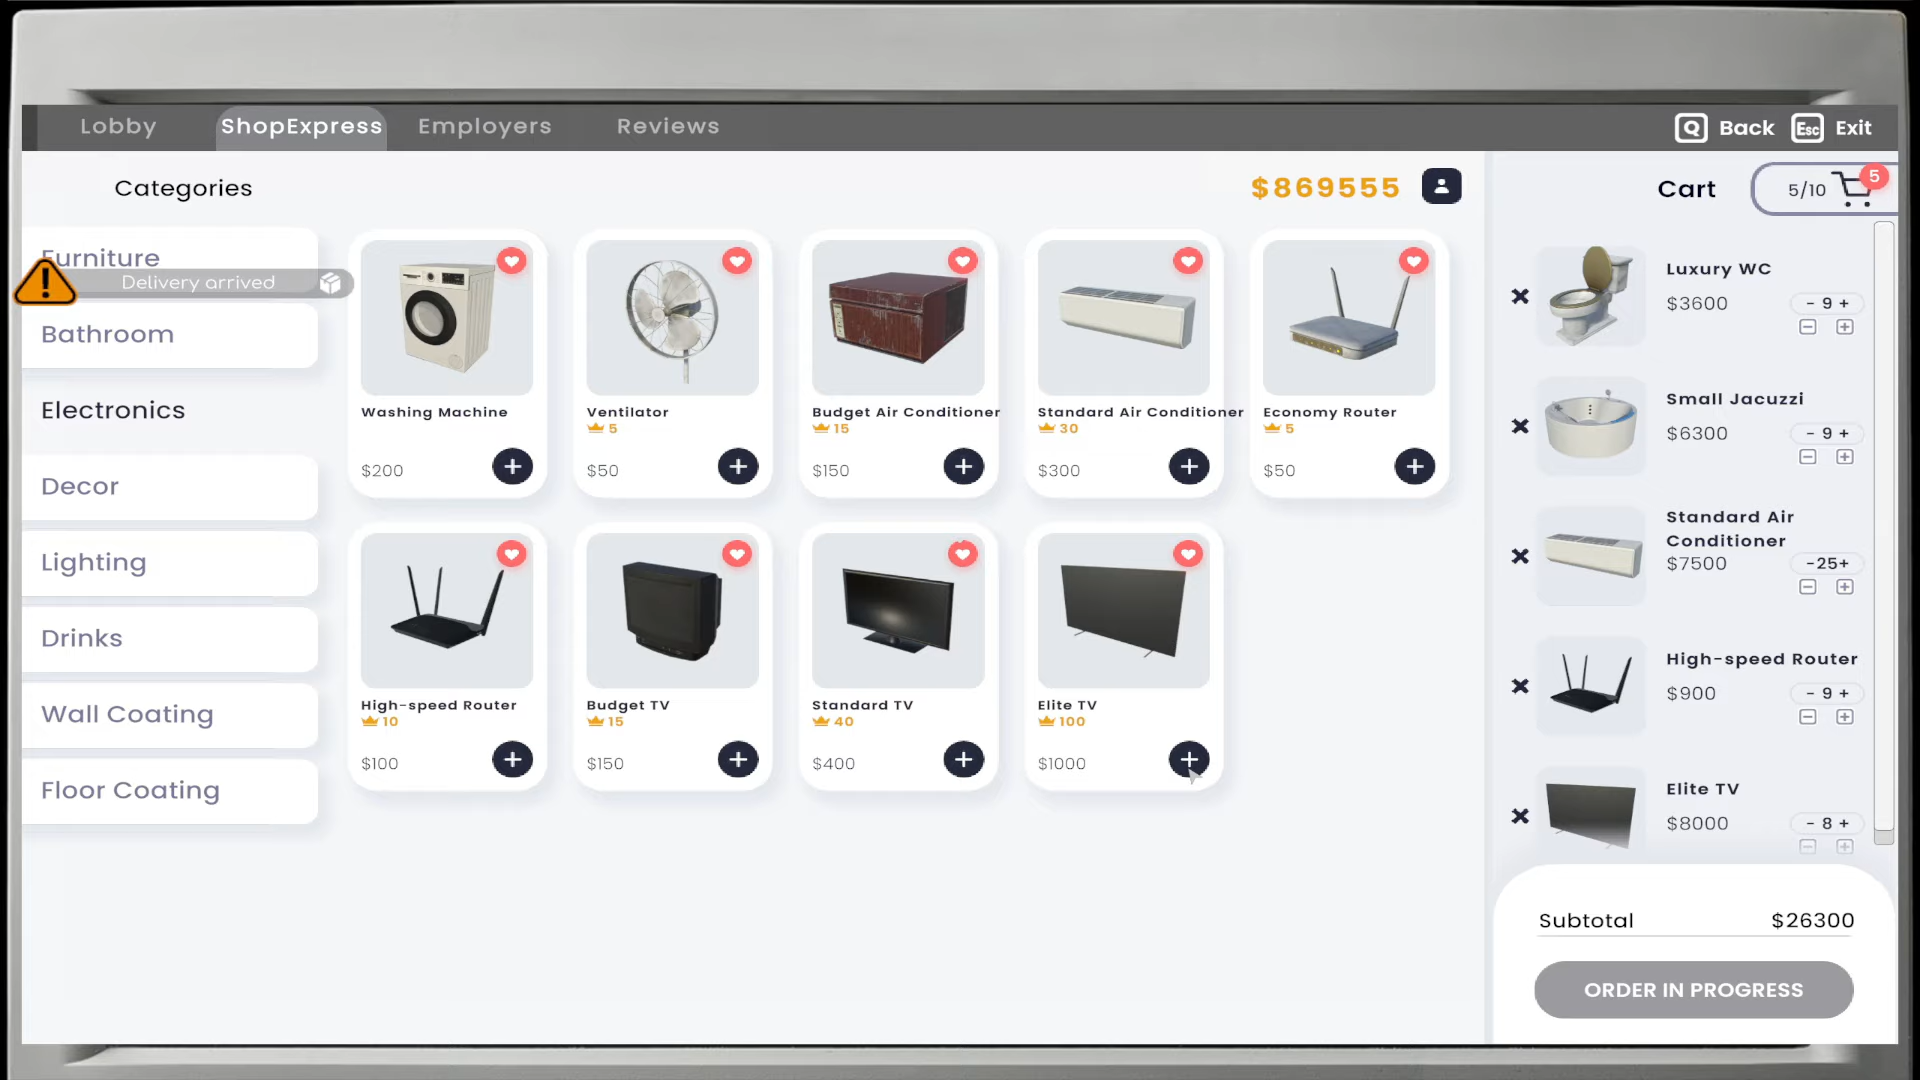 Lobby
ShopExpress
Employers
Reviews
Q Back
Esc Exit
Categories
$869555
Cart
5/10
5
Furniture
Delivery arrived
Bathroom
Electronics
Decor
Lighting
Drinks
Wall Coating
Floor Coating
Washing Machine
$200
Ventilator
5
$50
Budget Air Conditioner
15
$150
Standard Air Conditioner
30
$300
Economy Router
5
$50
High-speed Router
10
$100
Budget TV
15
$150
Standard TV
40
$400
Elite TV
100
$1000
Luxury WC
$3600
- 9 +
Small Jacuzzi
$6300
- 9 +
Standard Air
Conditioner
$7500
-25+
High-speed Router
$900
- 9 +
Elite TV
$8000
- 8 +
Subtotal
$26300
ORDER IN PROGRESS